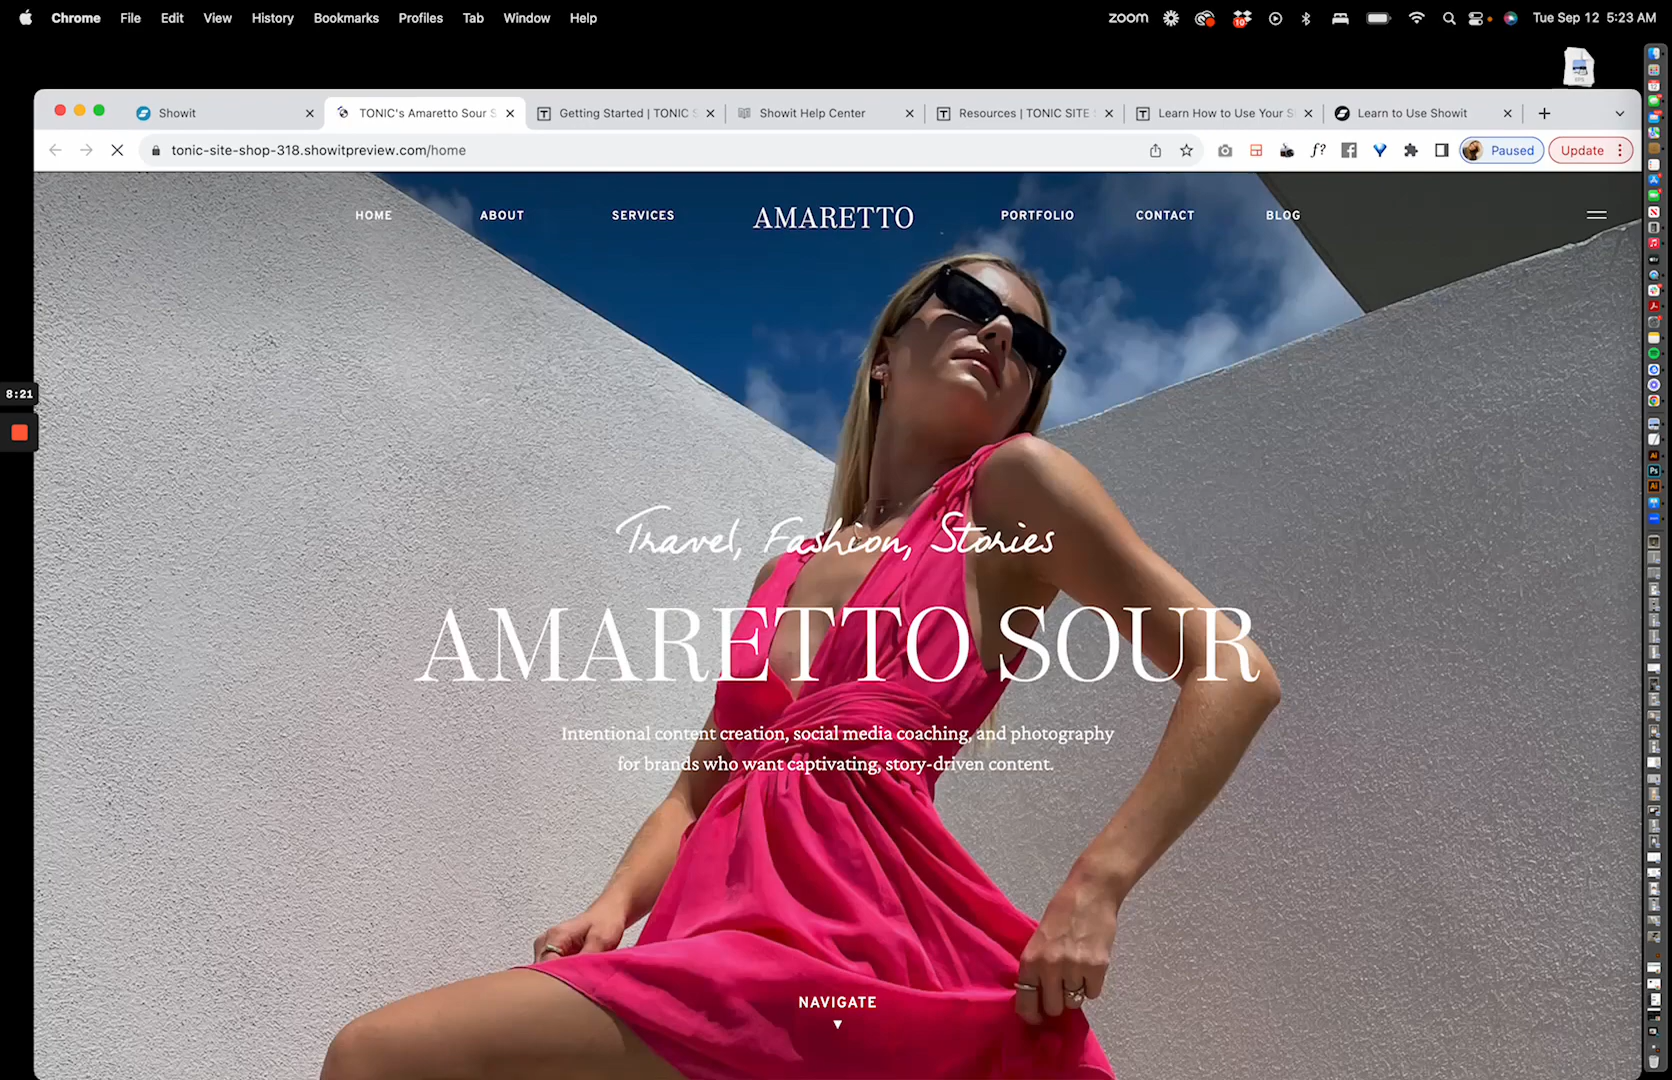 Chrome File Edit View History Bookmarks Profiles Tab Window Help
zoom 10 Tue Sep 12 5:23 AM
Showit
TONIC's Amaretto Sour S
Getting Started | TONIC S
Showit Help Center
Resources | TONIC SITE
Learn How to Use Your S
Learn to Use Showit
tonic-site-shop-318.showitpreview.com/home
f?
Paused
Update
HOME ABOUT SERVICES AMARETTO PORTFOLIO CONTACT BLOG
8:21
Travel, Fashion, Stories
AMARETTO SOUR
Intentional content creation, social media coaching, and photography
for brands who want captivating, story-driven content.
NAVIGATE